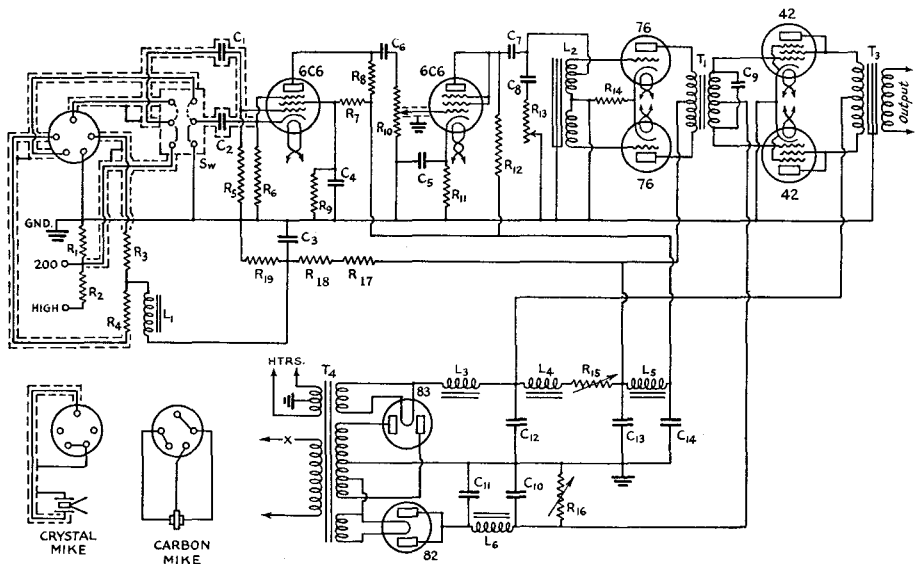 C1
6C6
C6
R8
6C6
C7
C8
L2
76
T1
42
C9
T3
output
C2
Sw
R7
R10
R13
R14
R5
R6
R9
C4
C5
R11
R12
76
42
GND.
R1
R3
C3
200
R2
R19
R18
R17
HIGH
R4
L1
HTRS.
T4
83
L3
L4
R15
L5
C12
C13
C14
X
C11
C10
R16
L6
82
CRYSTAL
MIKE
CARBON
MIKE